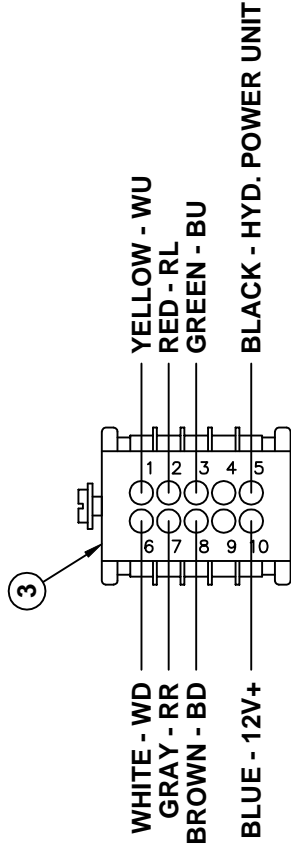 3
YELLOW - WU
RED - RL
GREEN - BU
BLACK - HYD. POWER UNIT
1 2 3 4 5
6 7 8 9 10
WHITE - WD
GRAY - RR
BROWN - BD
BLUE - 12V+